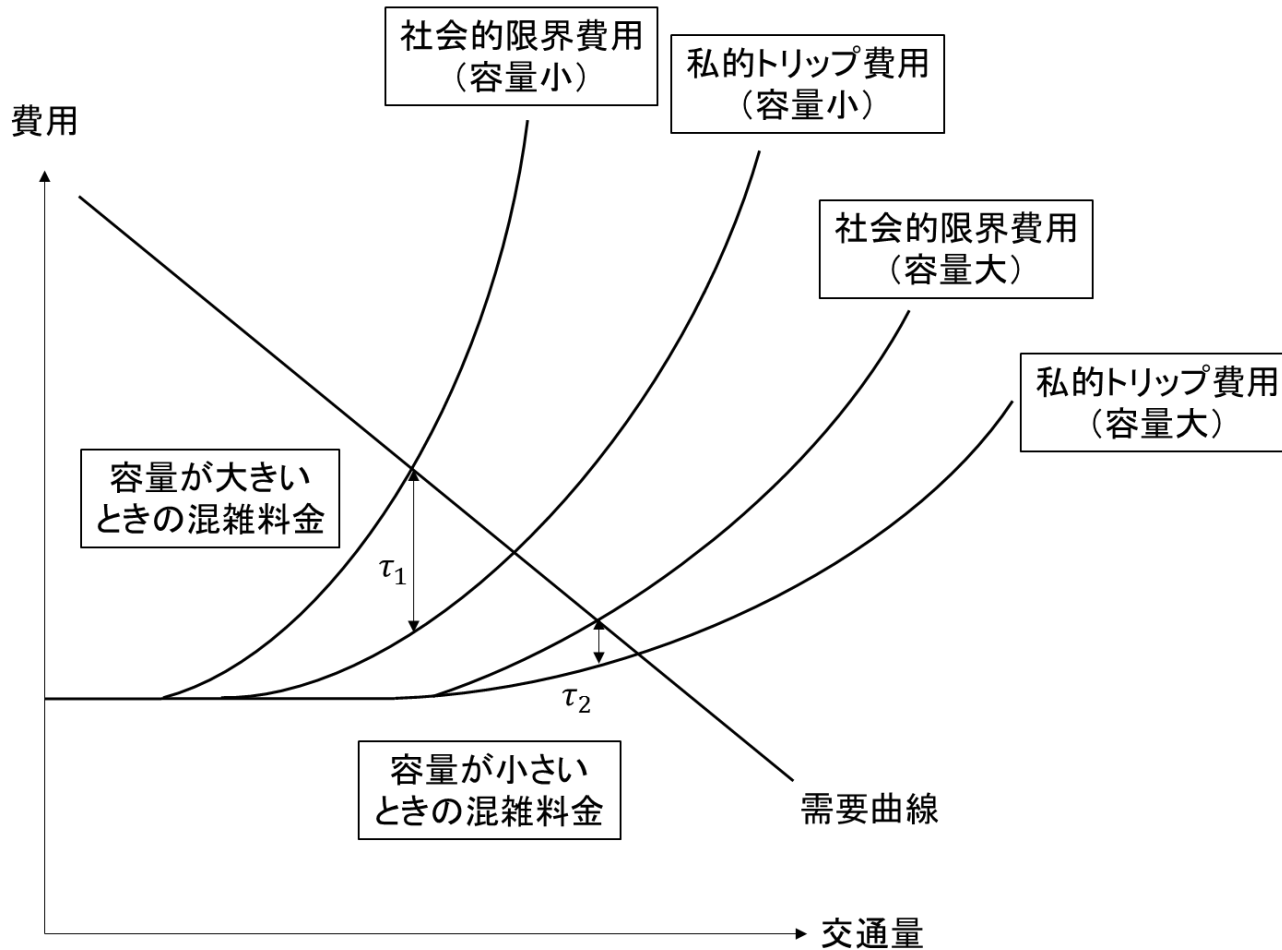 社会的限界費用
（容量小）
私的トリップ費用
（容量小）
費用
社会的限界費用
（容量大）
私的トリップ費用
（容量大）
容量が大きい
ときの混雑料金
τ1
τ2
容量が小さい
ときの混雑料金
需要曲線
交通量